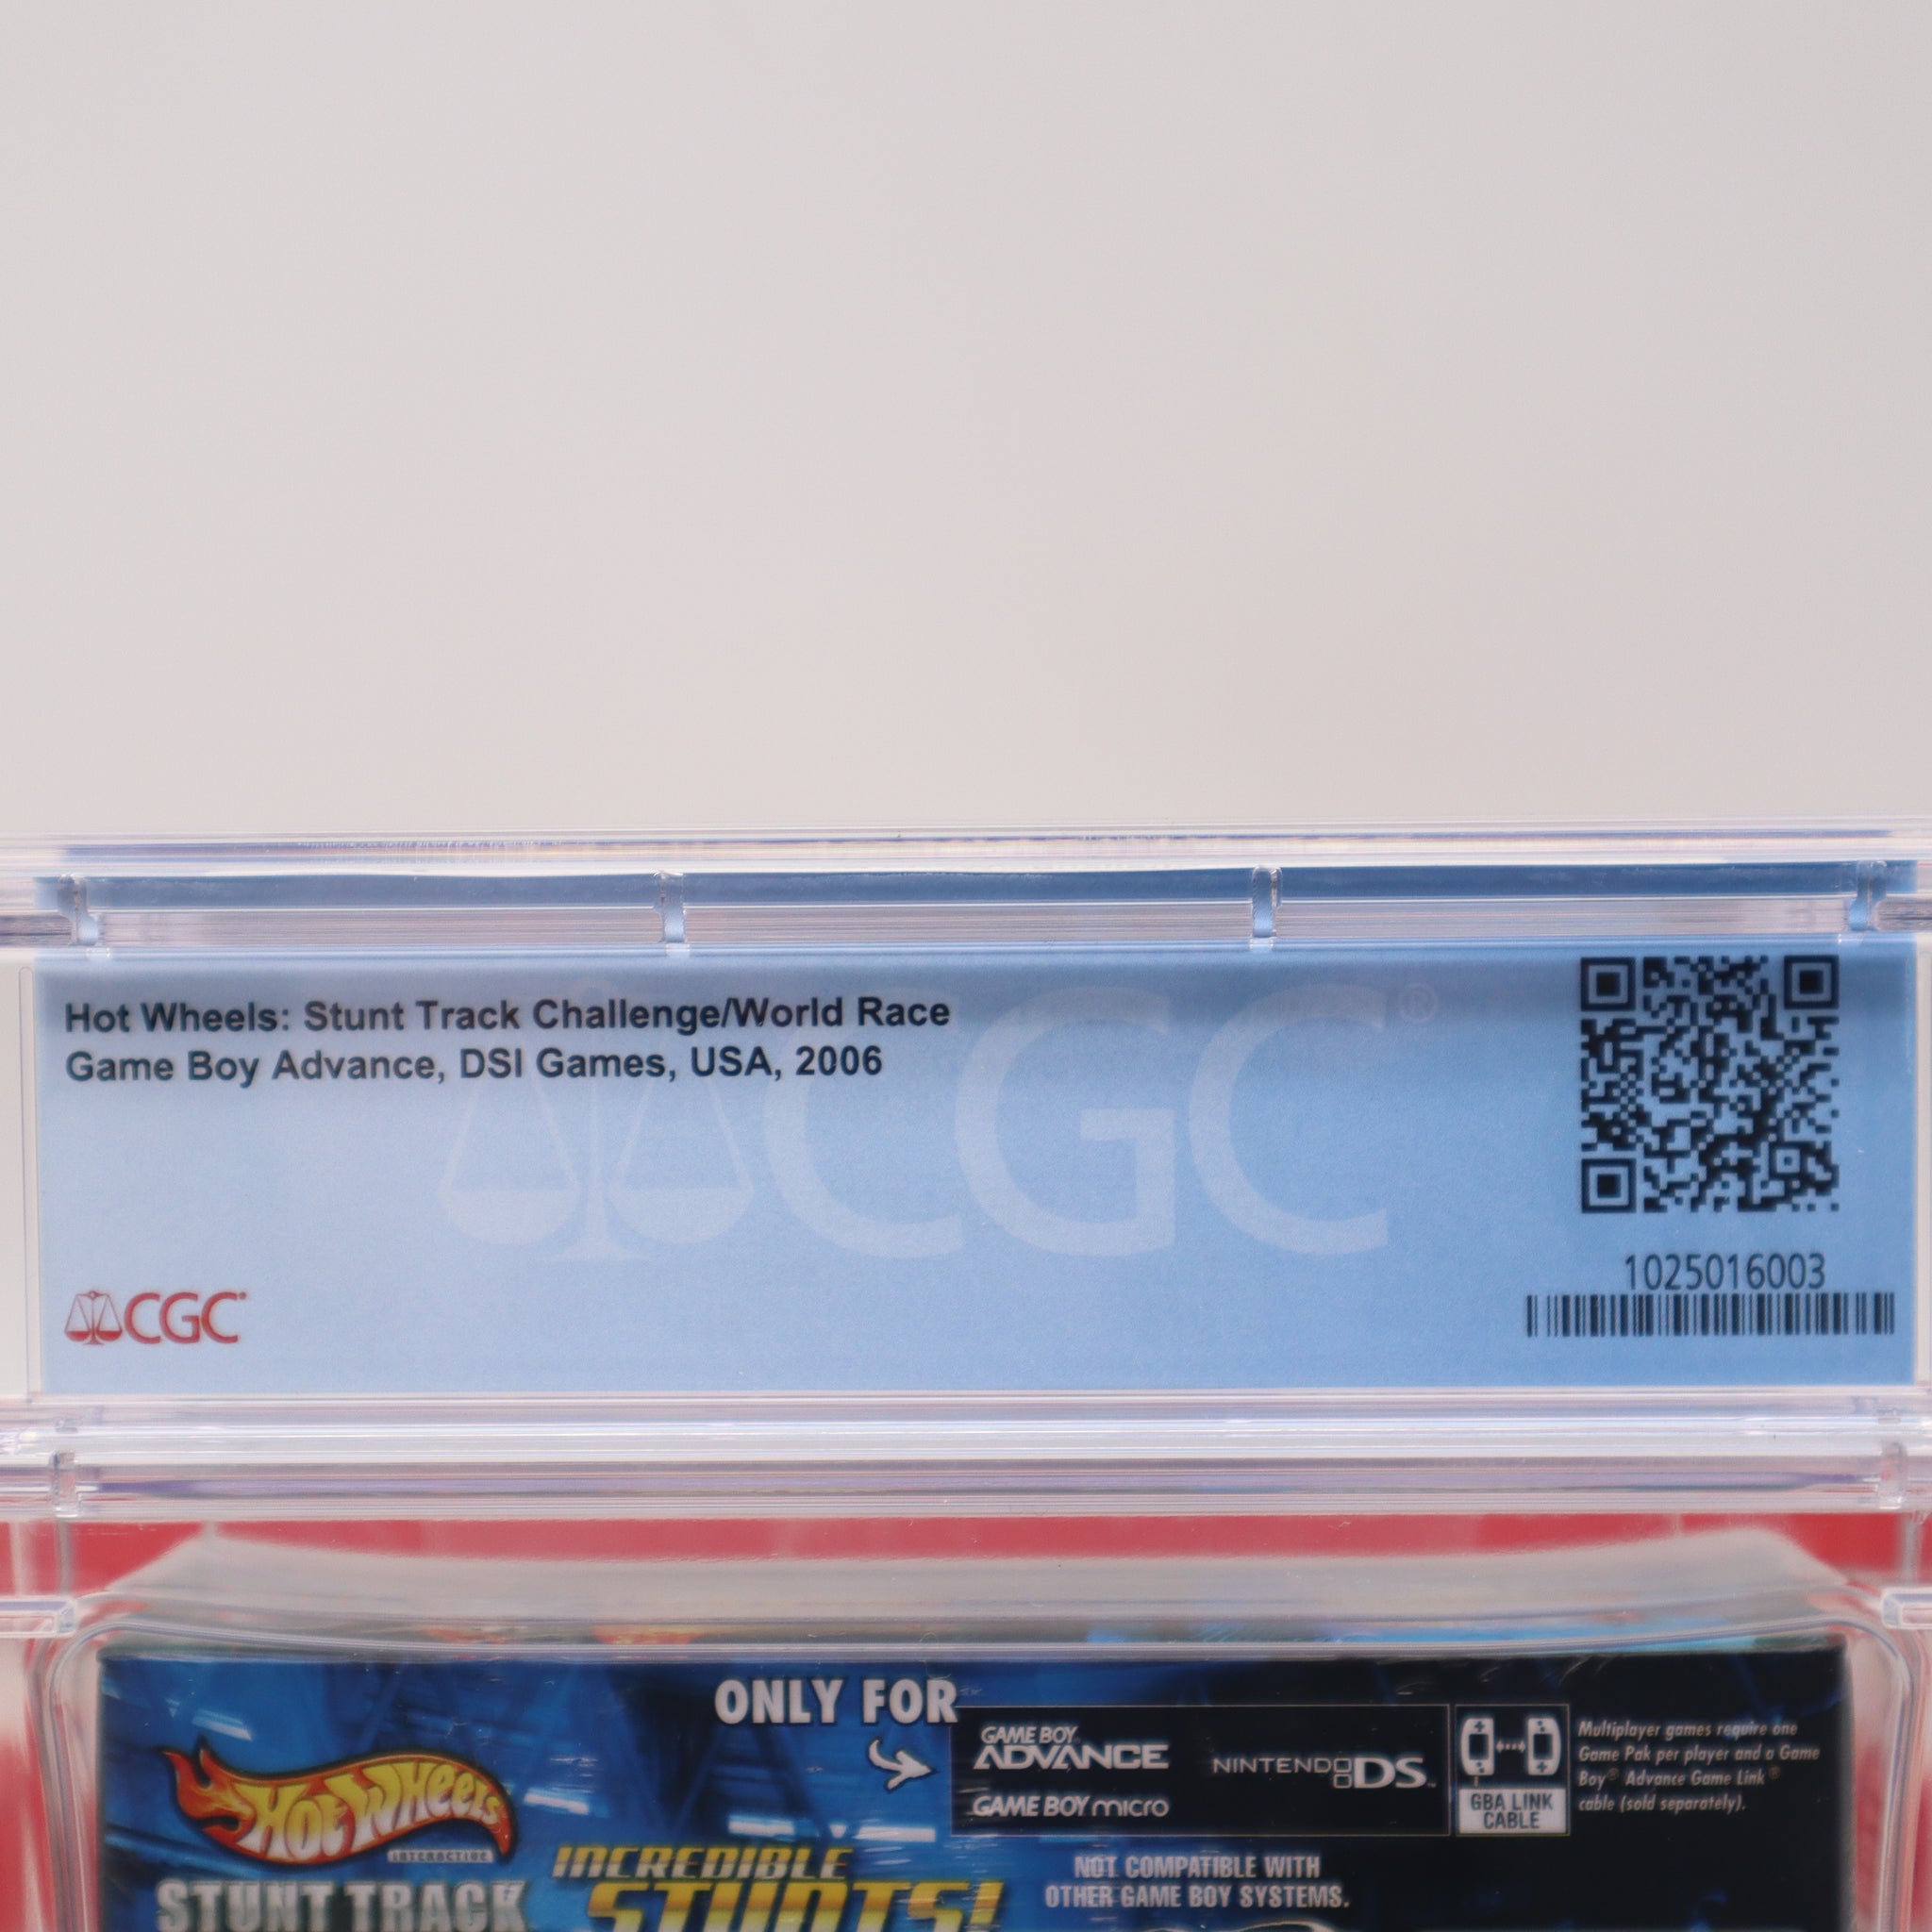 Hot Wheels: Stunt Track Challenge/World Race
Game Boy Advance, DSI Games, USA, 2006
CGC®
1025016003
CGC
ONLY FOR
GAME BOY
ADVANCE
NINTENDO DS
GAME BOY micro
GBA LINK
CABLE
Multiplayer games require one
Game Pak per player and a Game
Boy® Advance Game Link®
cable (sold separately).
Hot Wheels
INTERACTIVE
STUNT TRACK
INCREDIBLE
STUNTS!
NOT COMPATIBLE WITH
OTHER GAME BOY SYSTEMS.